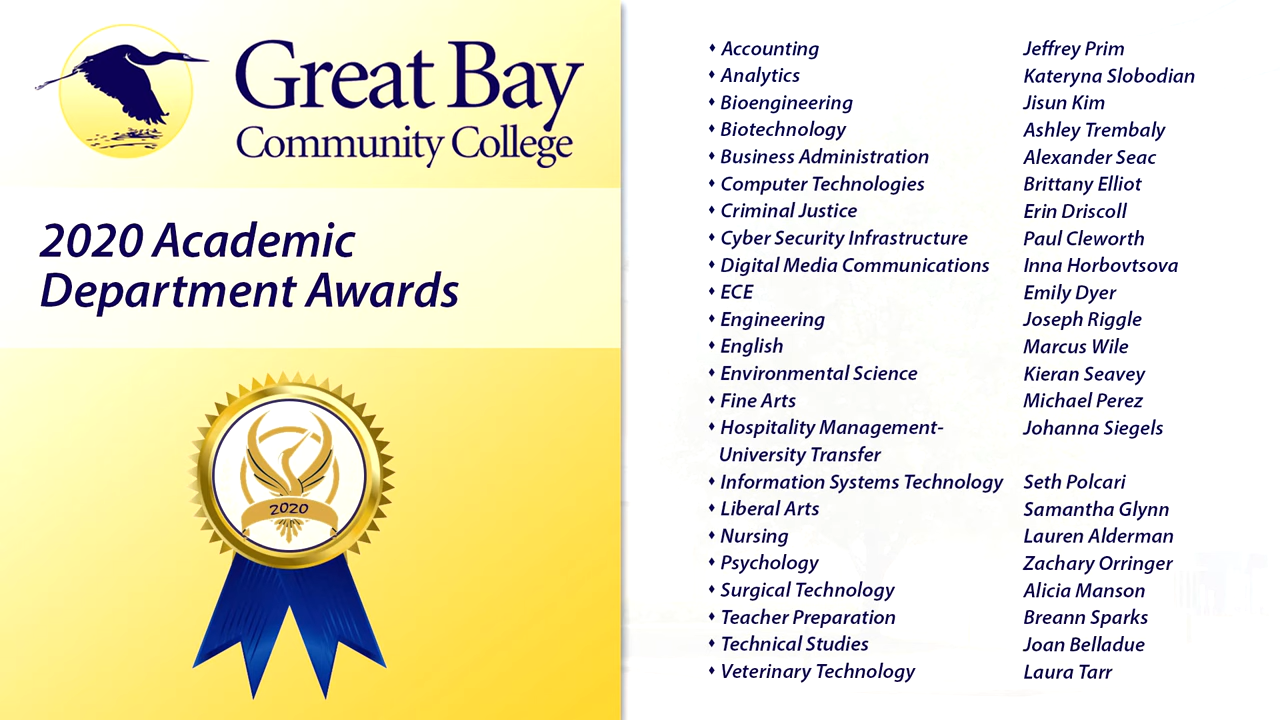 Great Bay
Community College
2020 Academic
Department Awards
2020
♦ Accounting Jeffrey Prim
♦ Analytics Kateryna Slobodian
♦ Bioengineering Jisun Kim
♦ Biotechnology Ashley Trembaly
♦ Business Administration Alexander Seac
♦ Computer Technologies Brittany Elliot
♦ Criminal Justice Erin Driscoll
♦ Cyber Security Infrastructure Paul Cleworth
♦ Digital Media Communications Inna Horbovtsova
♦ ECE Emily Dyer
♦ Engineering Joseph Riggle
♦ English Marcus Wile
♦ Environmental Science Kieran Seavey
♦ Fine Arts Michael Perez
♦ Hospitality Management- Johanna Siegels
University Transfer
♦ Information Systems Technology Seth Polcari
♦ Liberal Arts Samantha Glynn
♦ Nursing Lauren Alderman
♦ Psychology Zachary Orringer
♦ Surgical Technology Alicia Manson
♦ Teacher Preparation Breann Sparks
♦ Technical Studies Joan Belladue
♦ Veterinary Technology Laura Tarr